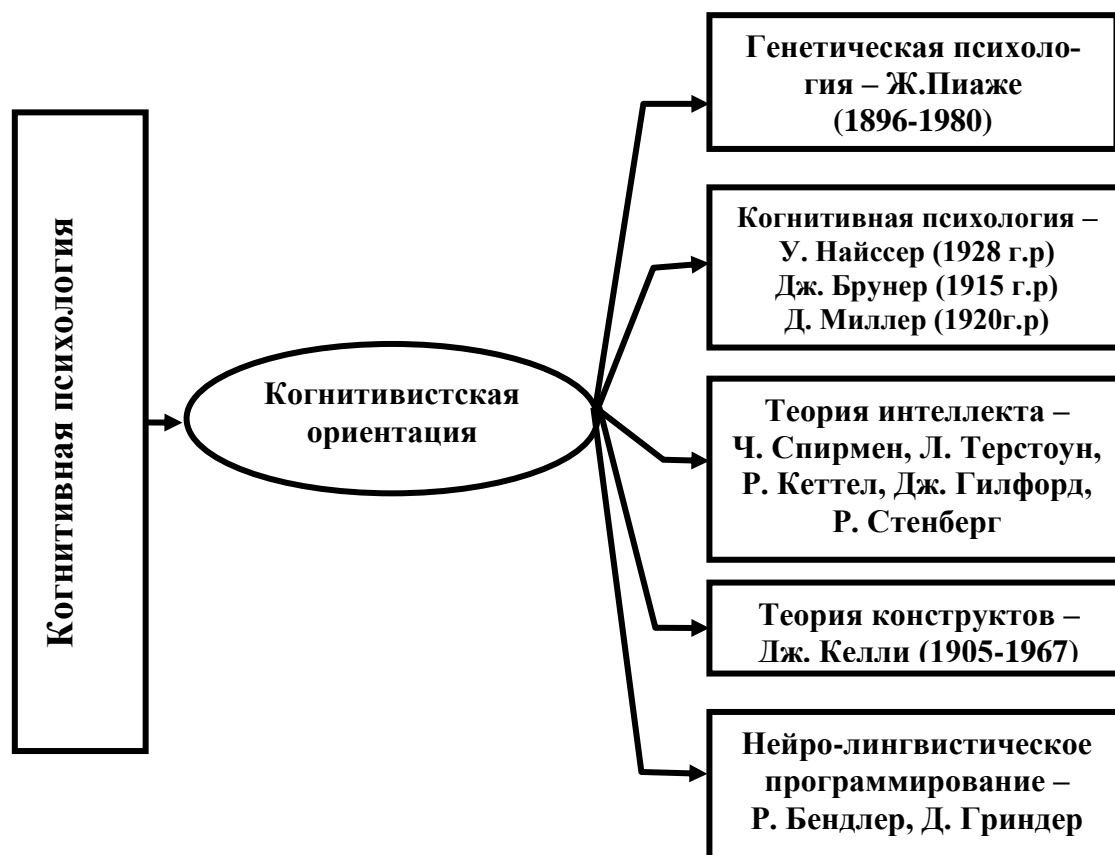 Когнитивная психология
Когнитивистская
ориентация
Генетическая психоло-
гия – Ж.Пиаже
(1896-1980)
Когнитивная психология –
У. Найссер (1928 г.р)
Дж. Брунер (1915 г.р)
Д. Миллер (1920г.р)
Теория интеллекта –
Ч. Спирмен, Л. Терстоун,
Р. Кеттел, Дж. Гилфорд,
Р. Стенберг
Теория конструктов –
Дж. Келли (1905-1967)
Нейро-лингвистическое
программирование –
Р. Бендлер, Д. Гриндер